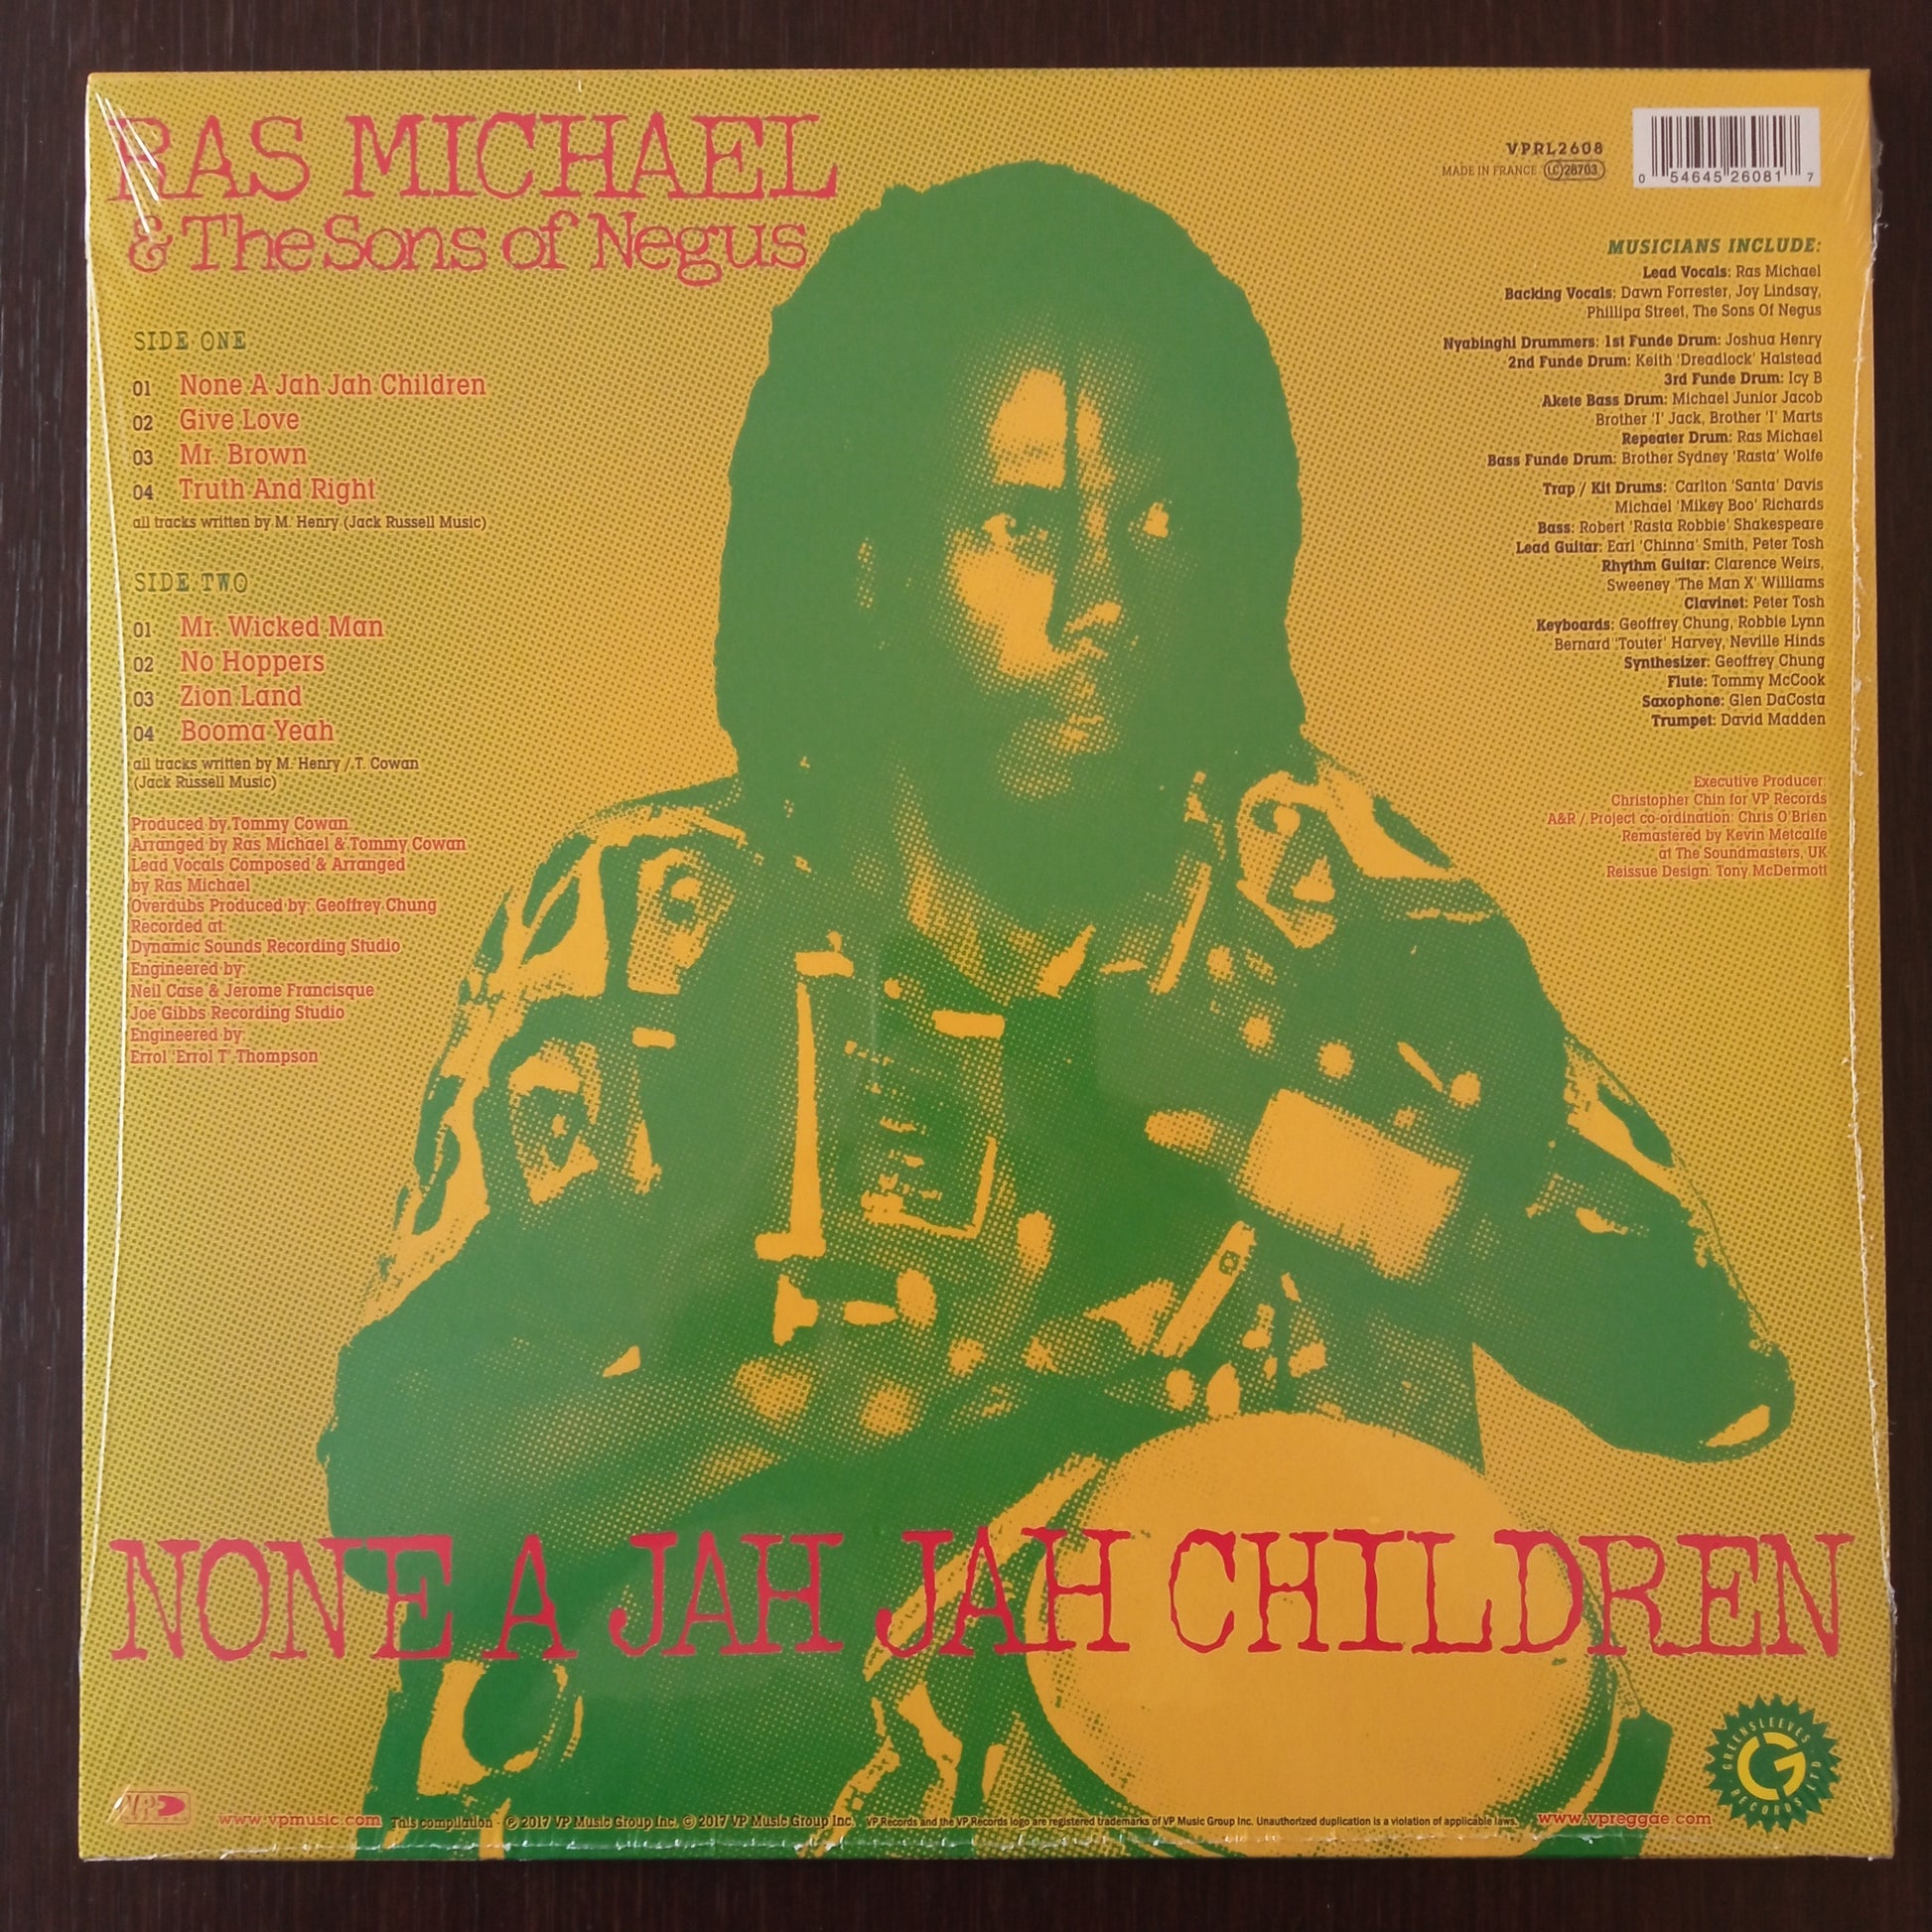 RAS MICHAEL
& The Sons of Negus
SIDE ONE
01 None A Jah Jah Children
02 Give Love
03 Mr. Brown
04 Truth And Right
all tracks written by M. Henry (Jack Russell Music)
SIDE TWO
01 Mr. Wicked Man
02 No Hoppers
03 Zion Land
04 Booma Yeah
all tracks written by M. Henry / T. Cowan
(Jack Russell Music)
Produced by Tommy Cowan
Arranged by Ras Michael & Tommy Cowan
Lead Vocals Composed & Arranged
by Ras Michael
Overdubs Produced by: Geoffrey Chung
Recorded at:
Dynamic Sounds Recording Studio
Engineered by:
Neil Case & Jerome Francisque
Joe Gibbs Recording Studio
Engineered by:
Errol 'Errol T' Thompson
VPRL2608
MADE IN FRANCE LC 28703
0 54645 26081 7
MUSICIANS INCLUDE:
Lead Vocals: Ras Michael
Backing Vocals: Dawn Forrester, Joy Lindsay,
Phillipa Street, The Sons Of Negus
Nyabinghi Drummers: 1st Funde Drum: Joshua Henry
2nd Funde Drum: Keith 'Dreadlock' Halstead
3rd Funde Drum: Icy B
Akete Bass Drum: Michael Junior Jacob
Brother 'I' Jack, Brother 'I' Marts
Repeater Drum: Ras Michael
Bass Funde Drum: Brother Sydney 'Rasta' Wolfe
Trap / Kit Drums: Carlton 'Santa' Davis
Michael 'Mikey Boo' Richards
Bass: Robert 'Rasta Robbie' Shakespeare
Lead Guitar: Earl 'Chinna' Smith, Peter Tosh
Rhythm Guitar: Clarence Weirs,
Sweeney 'The Man X' Williams
Clavinet: Peter Tosh
Keyboards: Geoffrey Chung, Robbie Lynn
Bernard 'Touter' Harvey, Neville Hinds
Synthesizer: Geoffrey Chung
Flute: Tommy McCook
Saxophone: Glen DaCosta
Trumpet: David Madden
Executive Producer:
Christopher Chin for VP Records
A&R / Project co-ordination: Chris O'Brien
Remastered by Kevin Metcalfe
at The Soundmasters, UK
Reissue Design: Tony McDermott
NONE A JAH JAH CHILDREN
GREENSLEEVES RECORDS LTD
G
VP
www.vpmusic.com This compilation - ℗ 2017 VP Music Group Inc. © 2017 VP Music Group Inc. VP Records and the VP Records logo are registered trademarks of VP Music Group Inc. Unauthorized duplication is a violation of applicable laws. www.vpreggae.com